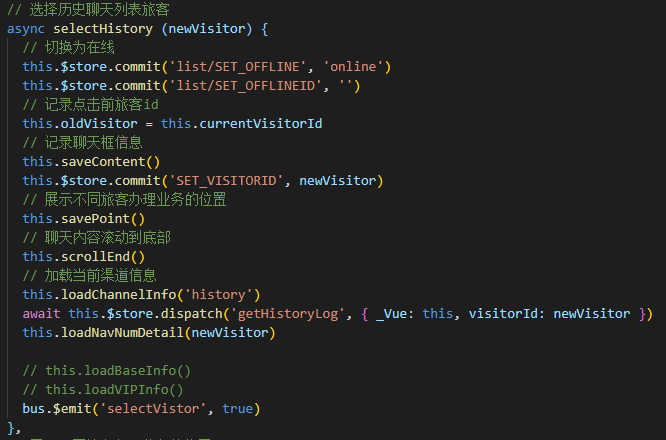 // 选择历史聊天列表旅客
async selectHistory (newVisitor) {
// 切换为在线
this.$store.commit('list/SET_OFFLINE', 'online')
this.$store.commit('list/SET_OFFLINEID', '')
// 记录点击前旅客id
this.oldVisitor = this.currentVisitorId
// 记录聊天框信息
this.saveContent()
this.$store.commit('SET_VISITORID', newVisitor)
// 展示不同旅客办理业务的位置
this.savePoint()
// 聊天内容滚动到底部
this.scrollEnd()
// 加载当前渠道信息
this.loadChannelInfo('history')
await this.$store.dispatch('getHistoryLog', { _Vue: this, visitorId: newVisitor })
this.loadNavNumDetail(newVisitor)
// this.loadBaseInfo()
// this.loadVIPInfo()
bus.$emit('selectVistor', true)
},